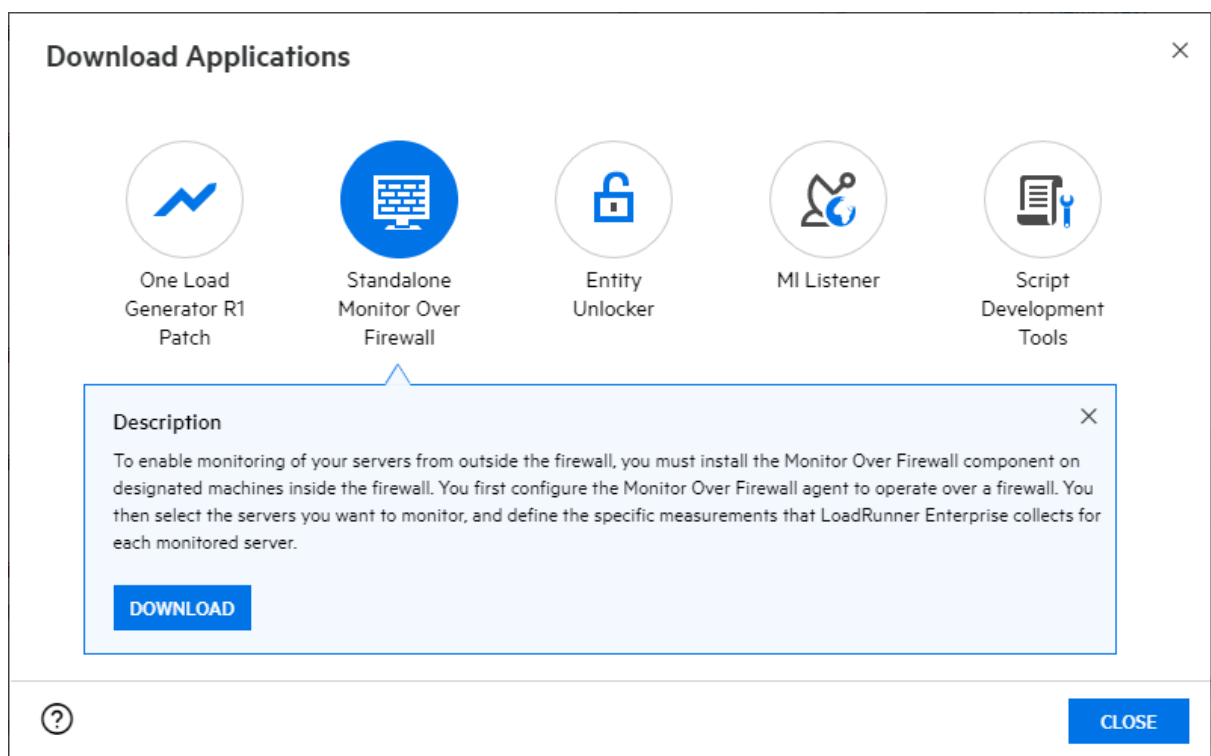 Download Applications
One Load
Generator R1
Patch
Standalone
Monitor Over
Firewall
Entity
Unlocker
MI Listener
Script
Development
Tools
Description
To enable monitoring of your servers from outside the firewall, you must install the Monitor Over Firewall component on
designated machines inside the firewall. You first configure the Monitor Over Firewall agent to operate over a firewall. You
then select the servers you want to monitor, and define the specific measurements that LoadRunner Enterprise collects for
each monitored server.
DOWNLOAD
CLOSE